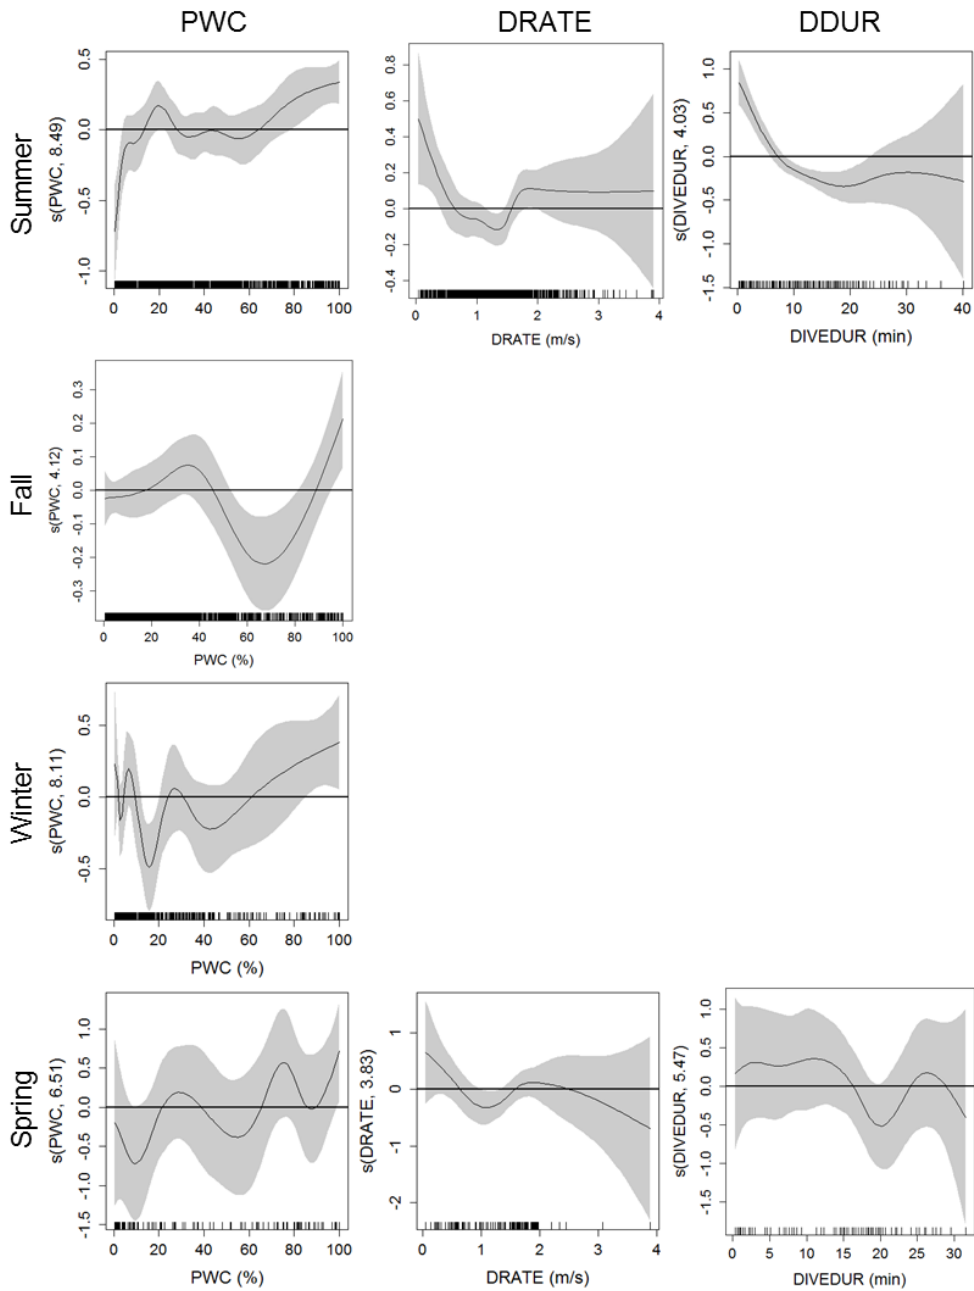 PWC DRATE DDUR
Summer
s(PWC, 8.49)
0.5
0.0
-0.5
-1.0
0 20 40 60 80 100
0.8
0.6
0.4
0.2
0.0
-0.2
-0.4
0 1 2 3 4
DRATE (m/s)
s(DIVEDUR, 4.03)
1.0
0.5
0.0
-0.5
-1.0
-1.5
0 10 20 30 40
DIVEDUR (min)
Fall
s(PWC, 4.12)
0.3
0.2
0.1
0.0
-0.1
-0.2
-0.3
0 20 40 60 80 100
PWC (%)
Winter
s(PWC, 8.11)
0.5
0.0
-0.5
0 20 40 60 80 100
PWC (%)
Spring
s(PWC, 6.51)
1.0
0.5
0.0
-0.5
-1.0
-1.5
0 20 40 60 80 100
PWC (%)
s(DRATE, 3.83)
1
0
-1
-2
0 1 2 3 4
DRATE (m/s)
s(DIVEDUR, 5.47)
1.0
0.5
0.0
-0.5
-1.0
-1.5
0 5 10 15 20 25 30
DIVEDUR (min)